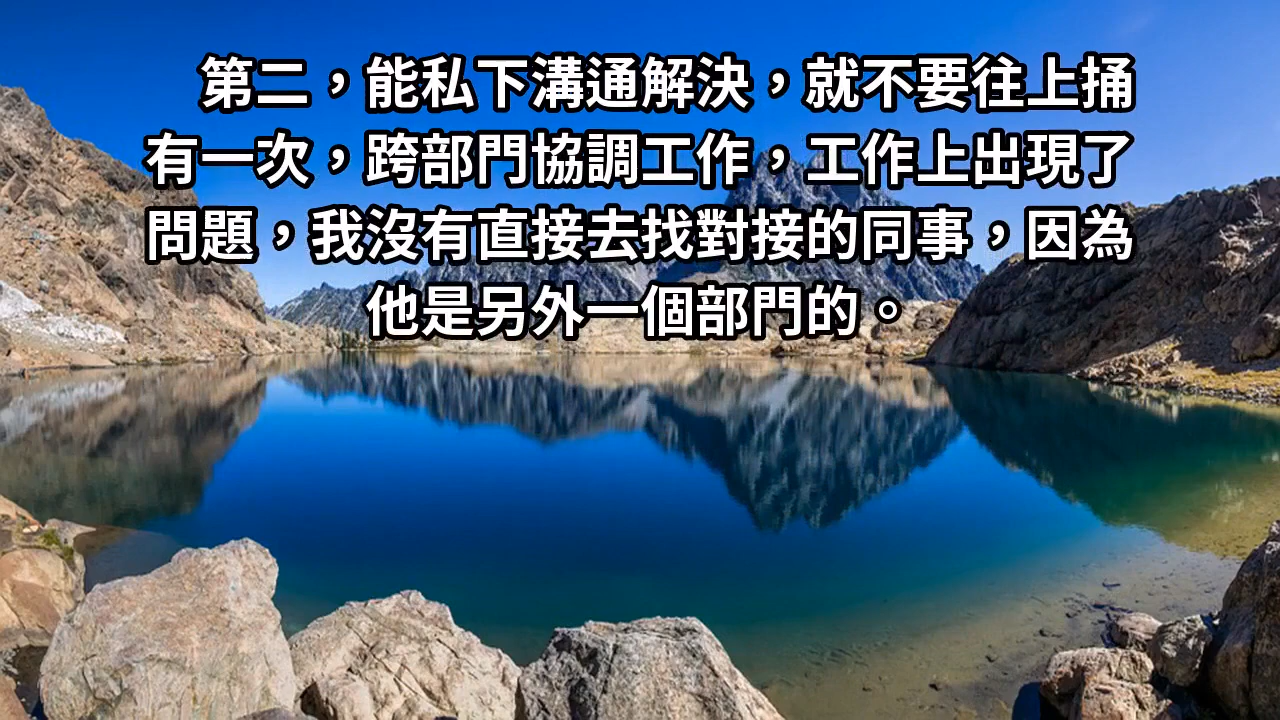 第二，能私下溝通解決，就不要往上捅
有一次，跨部門協調工作，工作上出現了
問題，我沒有直接去找對接的同事，因為
他是另外一個部門的。